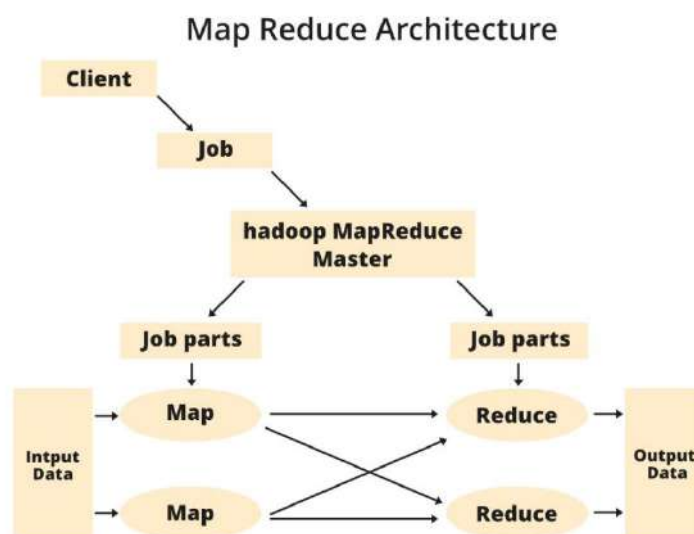 Map Reduce Architecture
Client
Job
hadoop MapReduce
Master
Job parts
Job parts
Map
Reduce
Intput
Data
Output
Data
Map
Reduce